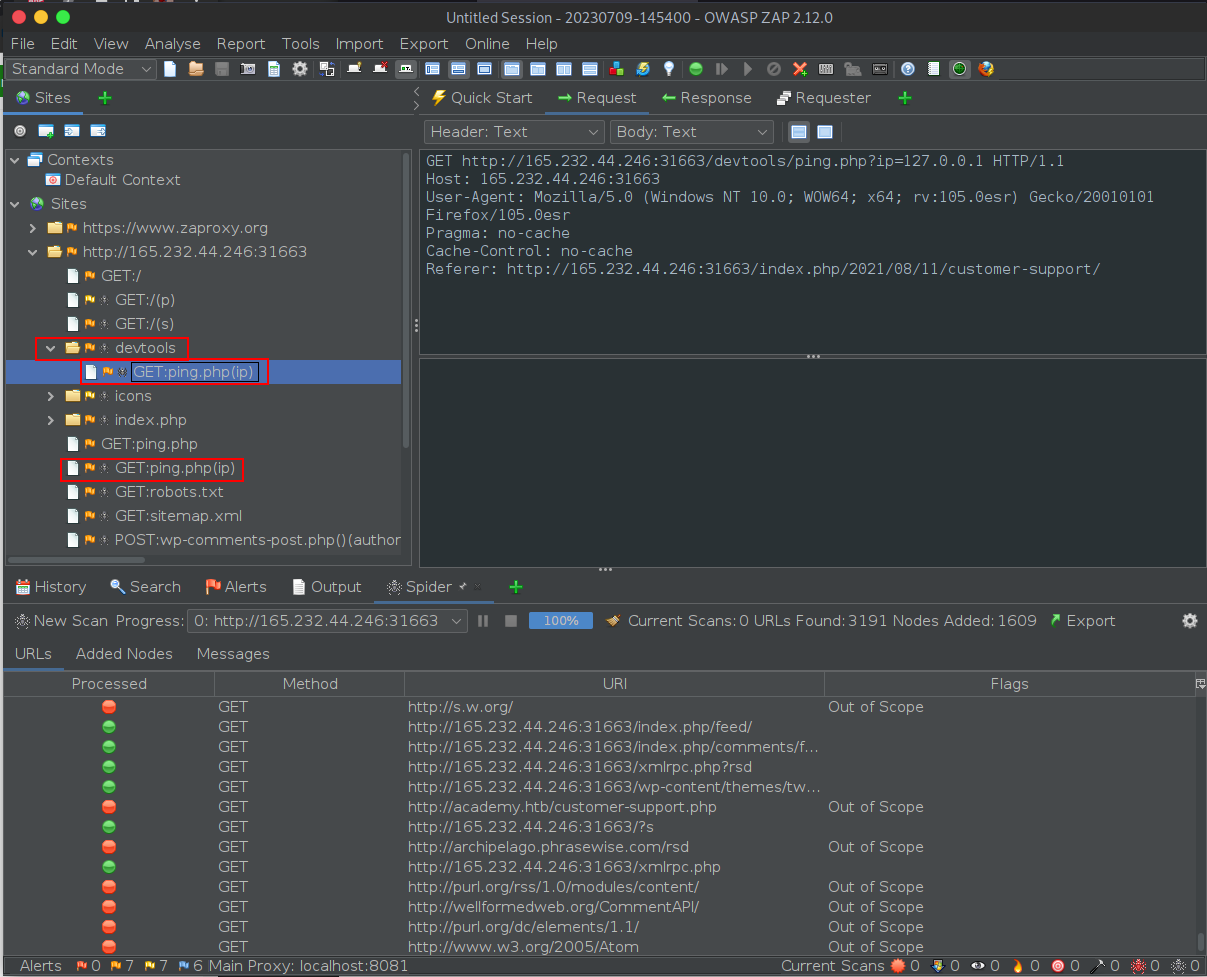 Untitled Session - 20230709-145400 - OWASP ZAP 2.12.0
File Edit View Analyse Report Tools Import Export Online Help
Standard Mode
Sites
Quick Start Request Response Requester
Header: Text Body: Text
Contexts
Default Context
Sites
https://www.zaproxy.org
http://165.232.44.246:31663
GET:/
GET:/(p)
GET:/(s)
devtools
GET:ping.php(ip)
icons
index.php
GET:ping.php
GET:ping.php(ip)
GET:robots.txt
GET:sitemap.xml
POST:wp-comments-post.php()(author
GET http://165.232.44.246:31663/devtools/ping.php?ip=127.0.0.1 HTTP/1.1
Host: 165.232.44.246:31663
User-Agent: Mozilla/5.0 (Windows NT 10.0; WOW64; x64; rv:105.0esr) Gecko/20010101
Firefox/105.0esr
Pragma: no-cache
Cache-Control: no-cache
Referer: http://165.232.44.246:31663/index.php/2021/08/11/customer-support/
History Search Alerts Output Spider
New Scan Progress: 0: http://165.232.44.246:31663 100% Current Scans: 0 URLs Found: 3191 Nodes Added: 1609 Export
URLs Added Nodes Messages
Processed Method URI Flags
GET http://s.w.org/ Out of Scope
GET http://165.232.44.246:31663/index.php/feed/
GET http://165.232.44.246:31663/index.php/comments/f...
GET http://165.232.44.246:31663/xmlrpc.php?rsd
GET http://165.232.44.246:31663/wp-content/themes/tw...
GET http://academy.htb/customer-support.php Out of Scope
GET http://165.232.44.246:31663/?s
GET http://archipelago.phrasewise.com/rsd Out of Scope
GET http://165.232.44.246:31663/xmlrpc.php
GET http://purl.org/rss/1.0/modules/content/ Out of Scope
GET http://wellformedweb.org/CommentAPI/ Out of Scope
GET http://purl.org/dc/elements/1.1/ Out of Scope
GET http://www.w3.org/2005/Atom Out of Scope
Alerts 0 7 7 6 Main Proxy: localhost:8081 Current Scans 0 0 0 0 0 0 0 0